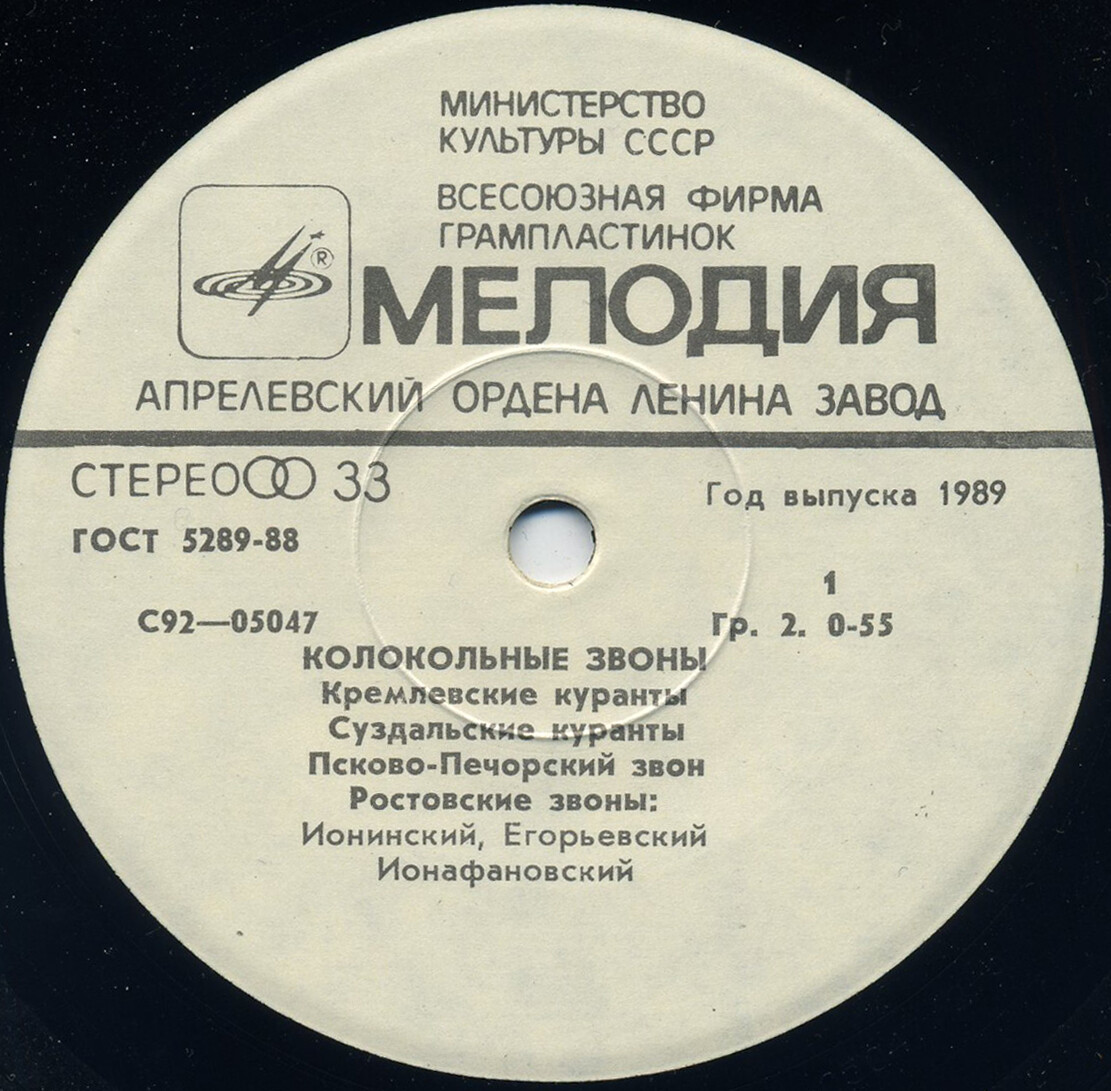 МИНИСТЕРСТВО
КУЛЬТУРЫ СССР
ВСЕСОЮЗНАЯ ФИРМА
ГРАМПЛАСТИНОК
®
МЕЛОДИЯ
АПРЕЛЕВСКИЙ ОРДЕНА ЛЕНИНА ЗАВОД
СТЕРЕО 33
Год выпуска 1989
ГОСТ 5289-88
1
С92—05047
Гр. 2. 0-55
КОЛОКОЛЬНЫЕ ЗВОНЫ
Кремлевские куранты
Суздальские куранты
Псково-Печорский звон
Ростовские звоны:
Ионинский, Егорьевский
Ионафановский